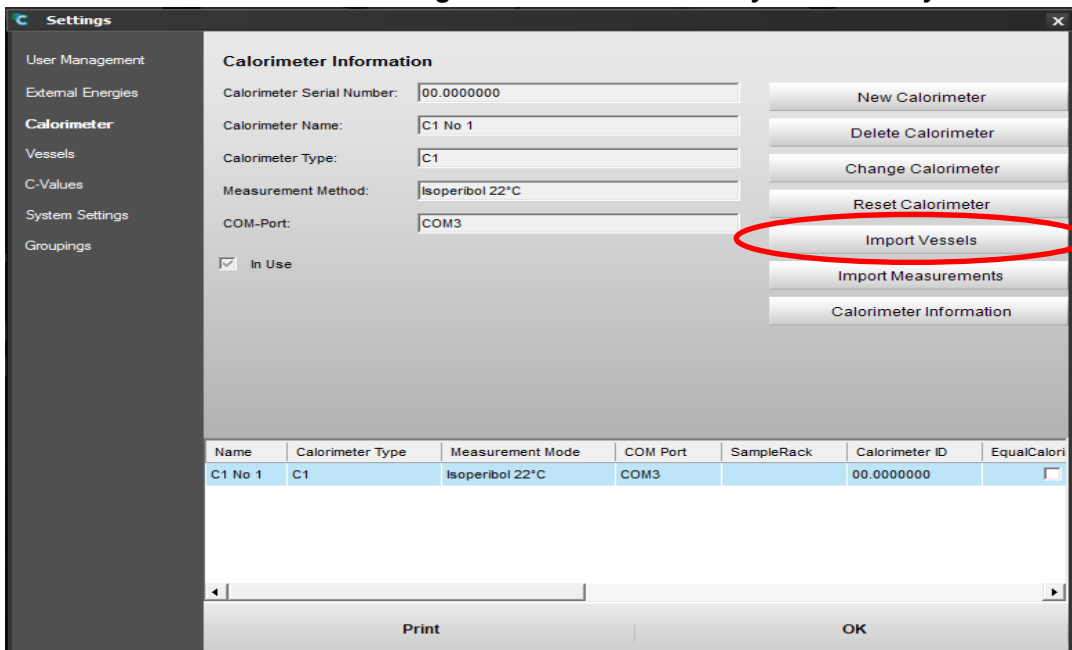 C Settings X
User Management
External Energies
Calorimeter
Vessels
C-Values
System Settings
Groupings
Calorimeter Information
Calorimeter Serial Number: 00.0000000
Calorimeter Name: C1 No 1
Calorimeter Type: C1
Measurement Method: Isoperibol 22°C
COM-Port: COM3
In Use
New Calorimeter
Delete Calorimeter
Change Calorimeter
Reset Calorimeter
Import Vessels
Import Measurements
Calorimeter Information
Name Calorimeter Type Measurement Mode COM Port SampleRack Calorimeter ID EqualCalori
C1 No 1 C1 Isoperibol 22°C COM3 00.0000000
Print OK